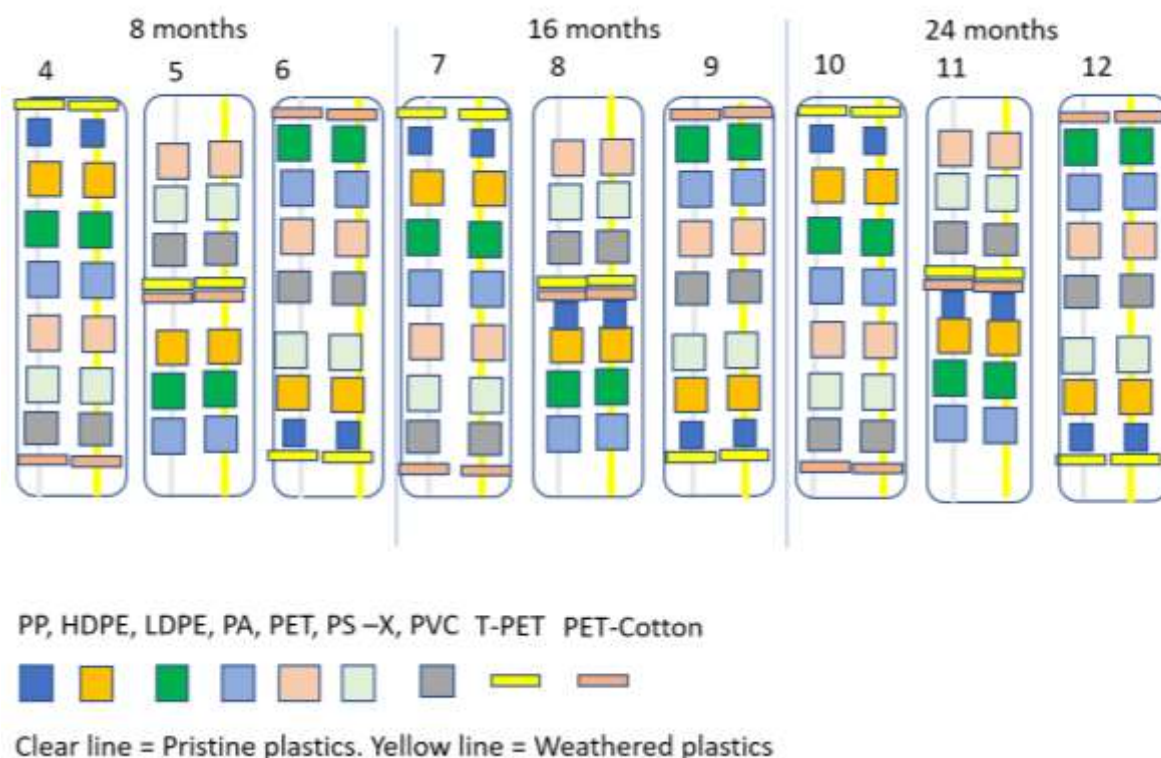 8 months 16 months 24 months
4 5 6 7 8 9 10 11 12
PP, HDPE, LDPE, PA, PET, PS –X, PVC T-PET PET-Cotton
Clear line = Pristine plastics. Yellow line = Weathered plastics